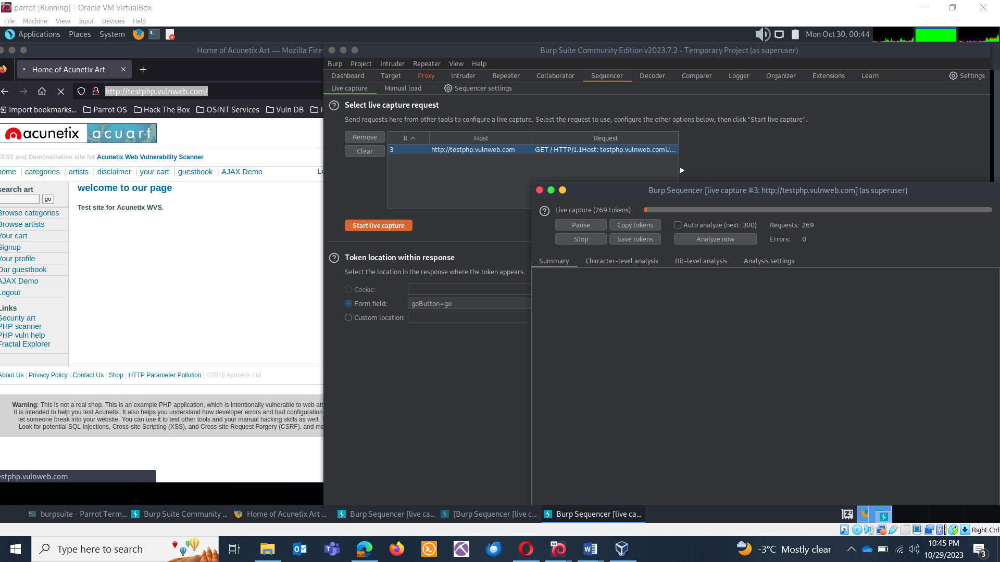 parrot [Running] - Oracle VM VirtualBox
File Machine View Input Devices Help
Applications Places System Mon Oct 30, 00:44
Home of Acunetix Art — Mozilla Firef
Home of Acunetix Art
http://testphp.vulnweb.com/
Import bookmarks... Parrot OS Hack The Box OSINT Services Vuln DB
acunetix acuart
TEST and Demonstration site for Acunetix Web Vulnerability Scanner
home | categories | artists | disclaimer | your cart | guestbook | AJAX Demo
search art
go
Browse categories
Browse artists
Your cart
Signup
Your profile
Our guestbook
AJAX Demo
Logout
Links
Security art
PHP scanner
PHP vuln help
Fractal Explorer
welcome to our page
Test site for Acunetix WVS.
About Us | Privacy Policy | Contact Us | Shop | HTTP Parameter Pollution | ©2019 Acunetix Ltd
Warning: This is not a real shop. This is an example PHP application, which is intentionally vulnerable to web att
It is intended to help you test Acunetix. It also helps you understand how developer errors and bad configuration
let someone break into your website. You can use it to test other tools and your manual hacking skills as well. T
Look for potential SQL Injections, Cross-site Scripting (XSS), and Cross-site Request Forgery (CSRF), and mo
estphp.vulnweb.com
Burp Suite Community Edition v2023.7.2 - Temporary Project (as superuser)
Burp Project Intruder Repeater View Help
Dashboard Target Proxy Intruder Repeater Collaborator Sequencer Decoder Comparer Logger Organizer Extensions Learn Settings
Live capture Manual load Sequencer settings
Select live capture request
Send requests here from other tools to configure a live capture. Select the request to use, configure the other options below, then click "Start live capture".
Remove
Clear
# Host Request
3 http://testphp.vulnweb.com GET / HTTP/1.1Host: testphp.vulnweb.comU...
Start live capture
Token location within response
Select the location in the response where the token appears.
Cookie:
Form field: goButton=go
Custom location:
Burp Sequencer [live capture #3: http://testphp.vulnweb.com] (as superuser)
Live capture (269 tokens)
Pause Copy tokens Auto analyze (next: 300) Requests: 269
Stop Save tokens Analyze now Errors: 0
Summary Character-level analysis Bit-level analysis Analysis settings
burpsuite - Parrot Term... Burp Suite Community ... Home of Acunetix Art ... Burp Sequencer [live ca... [Burp Sequencer [live c... Burp Sequencer [live ca...
Right Ctrl
Type here to search
-3°C Mostly clear
10:45 PM
10/29/2023
3